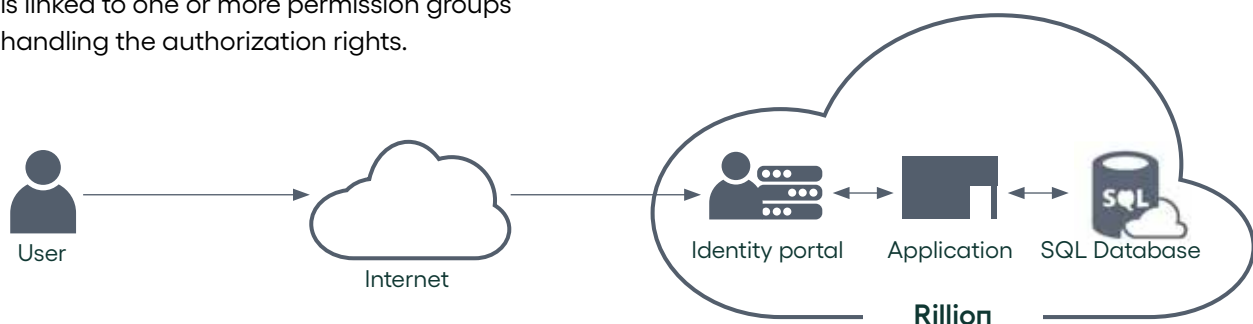 is linked to one or more permission groups
handling the authorization rights.
SQL
User
Internet
Identity portal
Application
SQL Database
Rillion